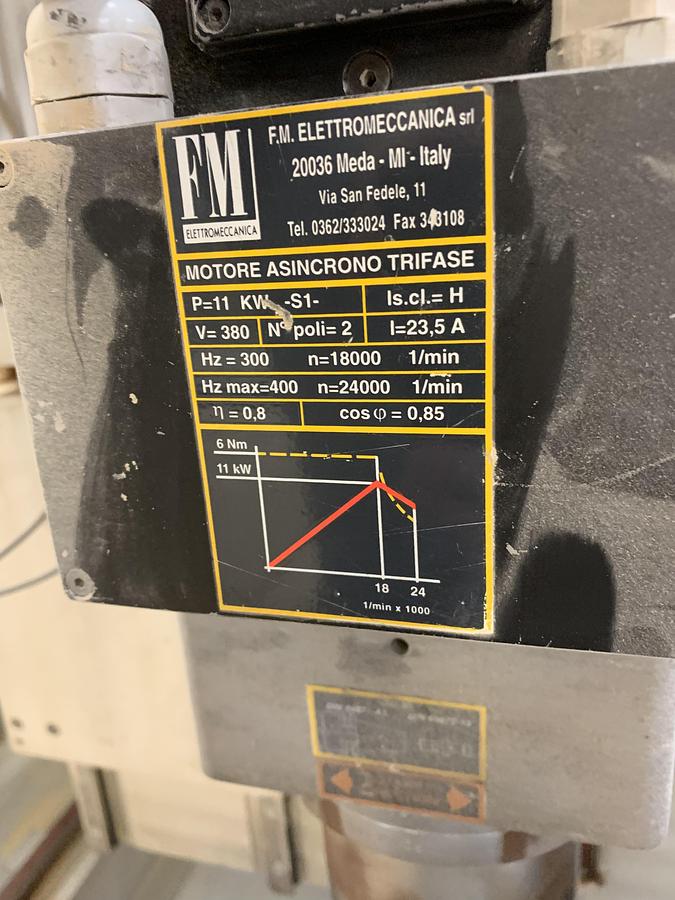 FM
ELETTROMECCANICA
F.M. ELETTROMECCANICA srl
20036 Meda - MI - Italy
Via San Fedele, 11
Tel. 0362/333024 Fax 343108
MOTORE ASINCRONO TRIFASE
P=11 KW -S1- Is.cl.= H
V= 380 N° poli= 2 I=23,5 A
Hz = 300 n=18000 1/min
Hz max=400 n=24000 1/min
η = 0,8 cos φ = 0,85
6 Nm
11 kW
18 24
1/min x 1000